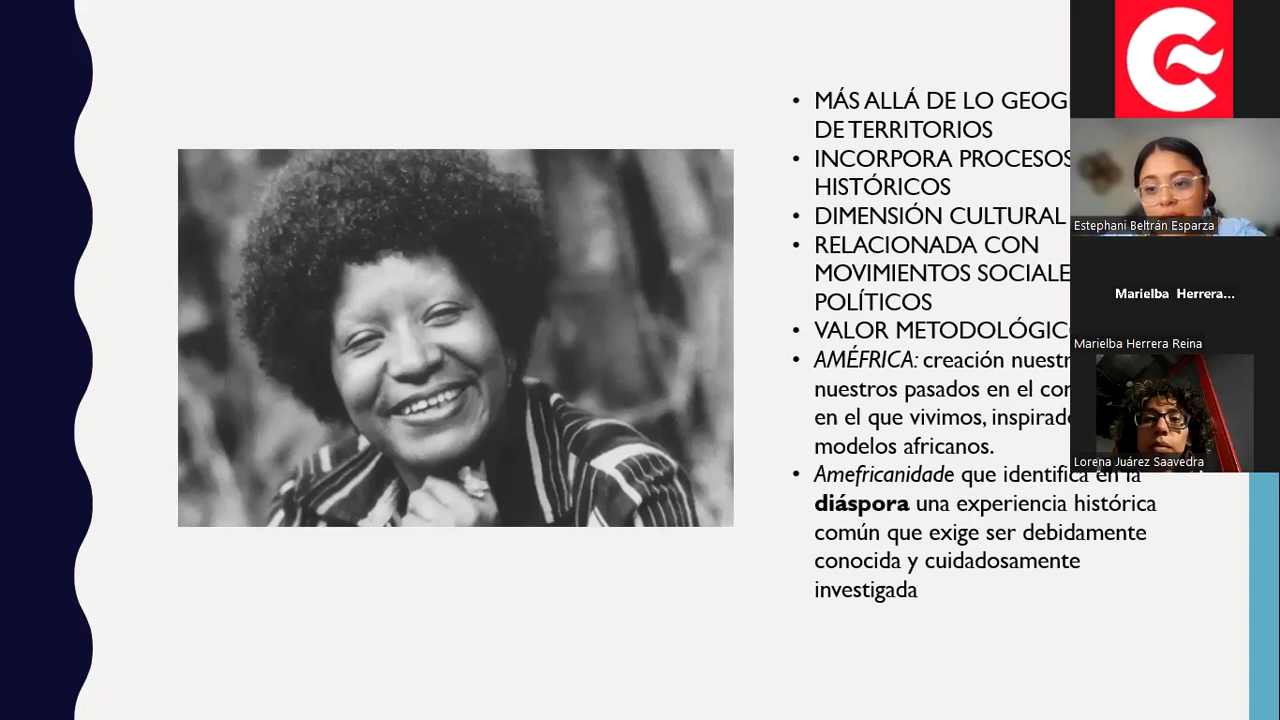 MÁS ALLÁ DE LO GEOG
DE TERRITORIOS
INCORPORA PROCESOS
HISTÓRICOS
DIMENSIÓN CULTURAL
RELACIONADA CON
MOVIMIENTOS SOCIALE
POLÍTICOS
VALOR METODOLÓGICO
AMÉFRICA: creación nuestr
nuestros pasados en el con
en el que vivimos, inspirado
modelos africanos.
Amefricanidade que identifica en la
diáspora una experiencia histórica
común que exige ser debidamente
conocida y cuidadosamente
investigada
Estephani Beltrán Esparza
Marielba Herrera...
Marielba Herrera Reina
Lorena Juárez Saavedra